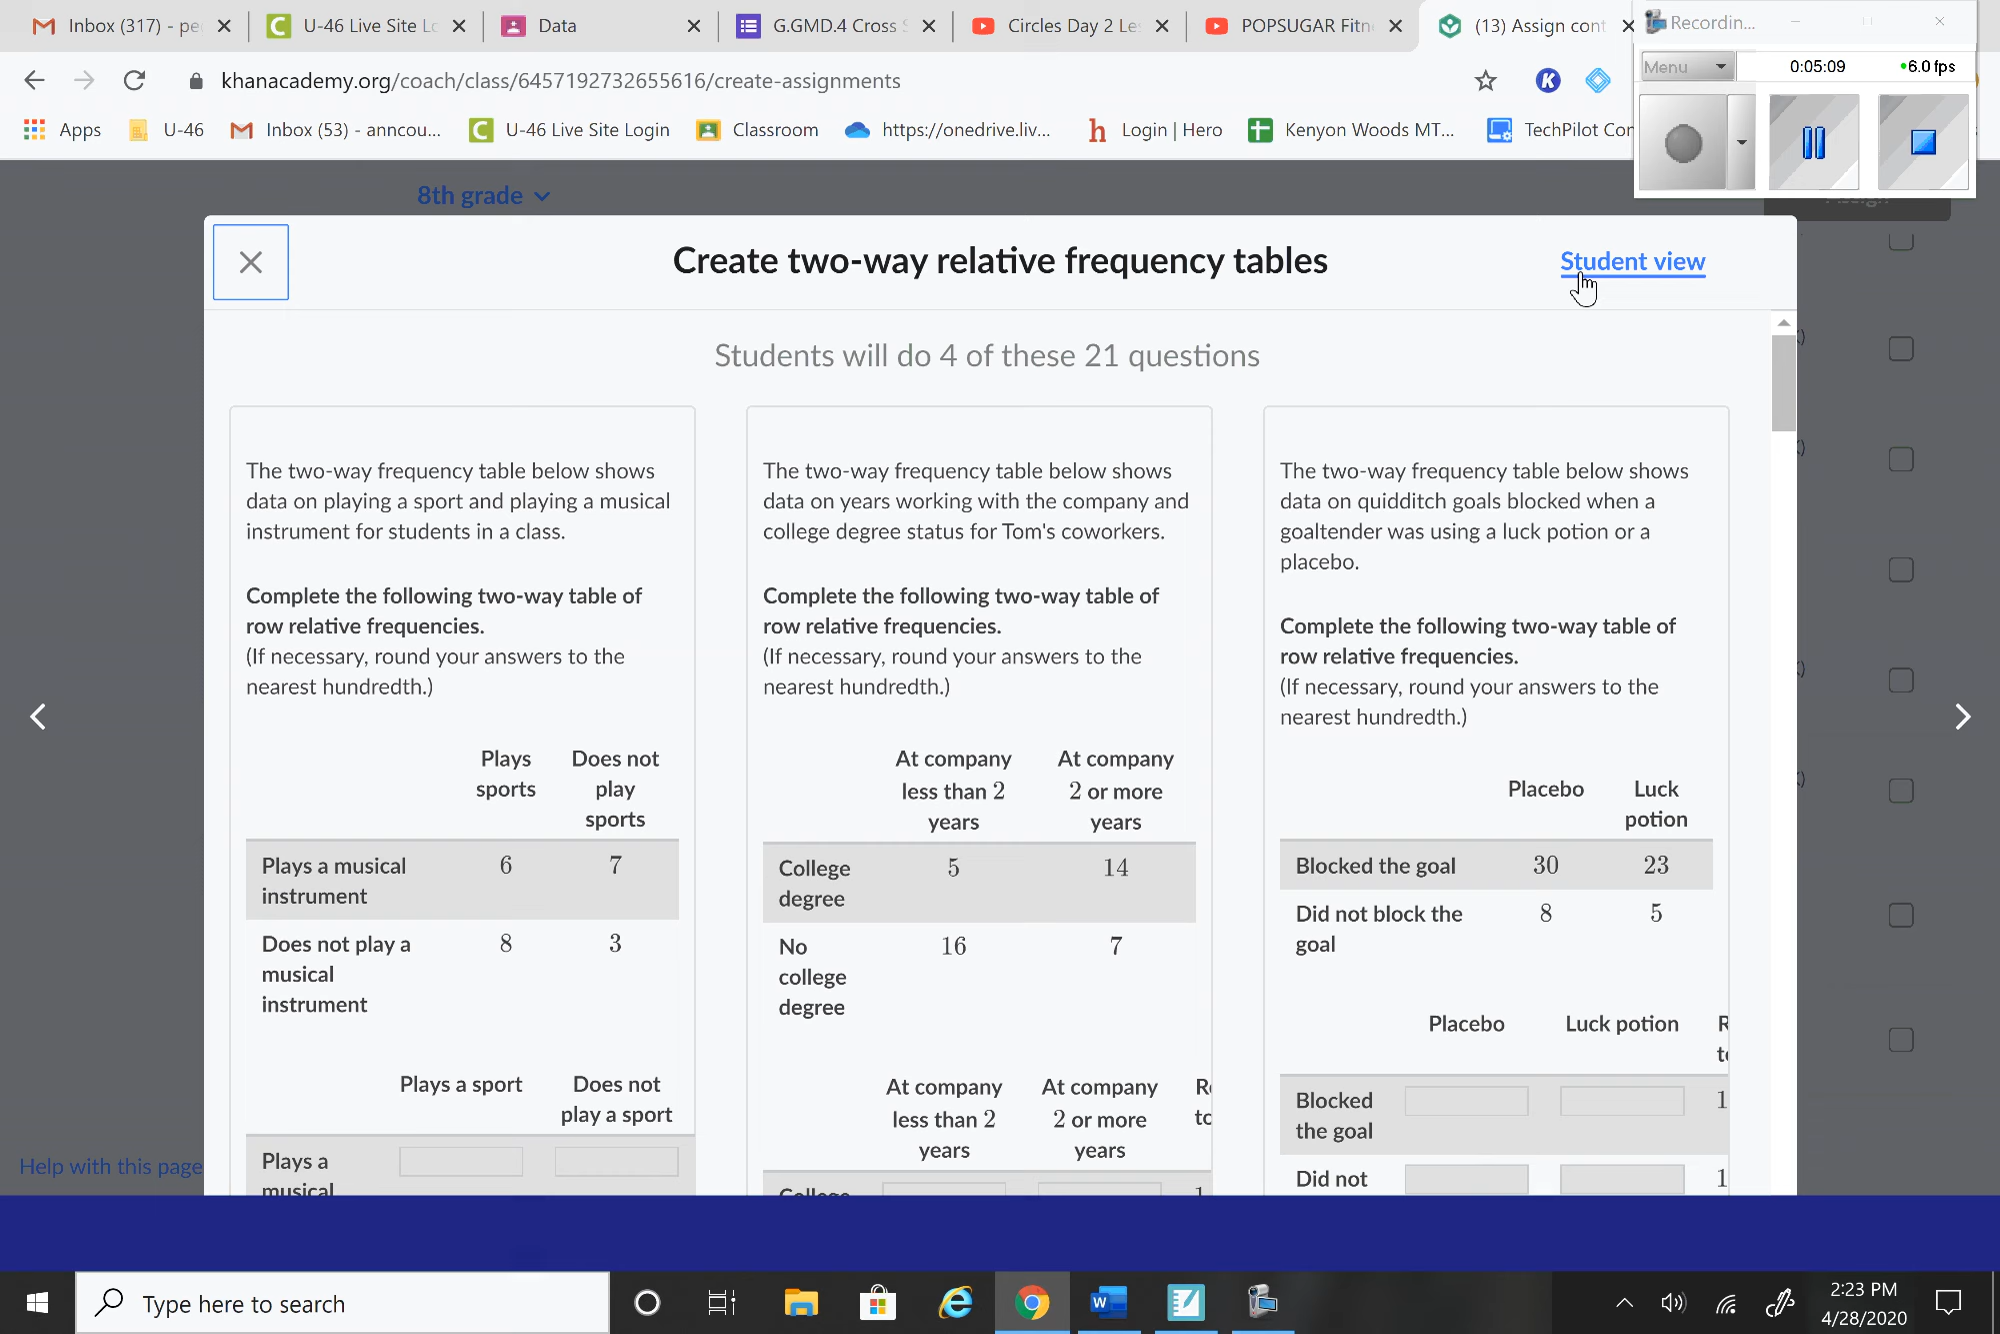 Inbox (317) - pe
U-46 Live Site Lo
Data
G.GMD.4 Cross S
Circles Day 2 Les
POPSUGAR Fitn
(13) Assign cont
Recordin...
khanacademy.org/coach/class/6457192732655616/create-assignments
Menu
0:05:09
6.0 fps
Apps
U-46
Inbox (53) - anncou...
U-46 Live Site Login
Classroom
https://onedrive.liv...
Login | Hero
Kenyon Woods MT...
TechPilot Cor
8th grade
Assign
Create two-way relative frequency tables
Student view
Students will do 4 of these 21 questions
The two-way frequency table below shows
data on playing a sport and playing a musical
instrument for students in a class.
Complete the following two-way table of
row relative frequencies.
(If necessary, round your answers to the
nearest hundredth.)
Plays
sports
Does not
play
sports
Plays a musical
instrument
6
7
Does not play a
musical
instrument
8
3
Plays a sport
Does not
play a sport
Plays a
musical
The two-way frequency table below shows
data on years working with the company and
college degree status for Tom's coworkers.
Complete the following two-way table of
row relative frequencies.
(If necessary, round your answers to the
nearest hundredth.)
At company
less than 2
years
At company
2 or more
years
College
degree
5
14
No
college
degree
16
7
At company
less than 2
years
At company
2 or more
years
College
1
The two-way frequency table below shows
data on quidditch goals blocked when a
goaltender was using a luck potion or a
placebo.
Complete the following two-way table of
row relative frequencies.
(If necessary, round your answers to the
nearest hundredth.)
Placebo
Luck
potion
Blocked the goal
30
23
Did not block the
goal
8
5
Placebo
Luck potion
Blocked
the goal
1
Did not
1
Help with this page
Type here to search
2:23 PM
4/28/2020